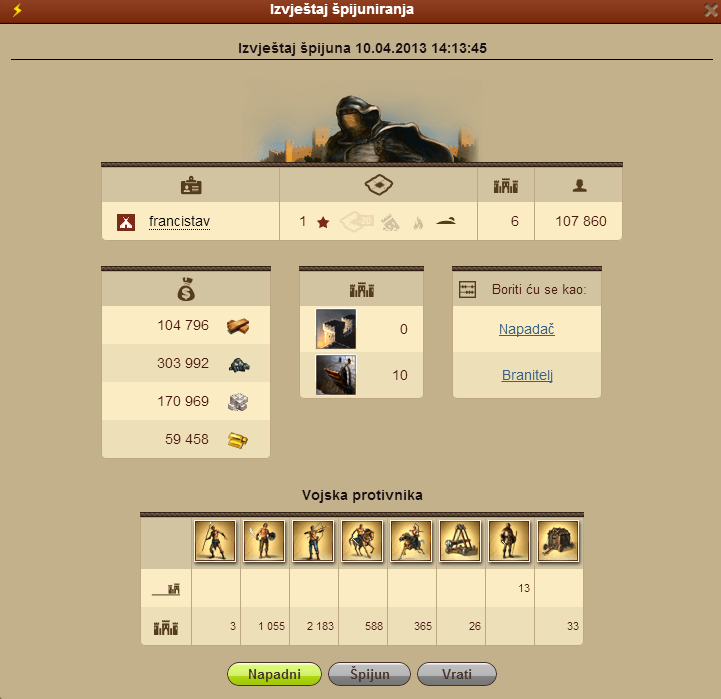 Izvještaj špijuniranja
Izvještaj špijuna 10.04.2013 14:13:45
francistav 1 6 107 860
104 796
303 992
170 969
59 458
0
10
Boriti ću se kao:
Napadač
Branitelj
Vojska protivnika
13
3 1 055 2 183 588 365 26 33
Napadni Špijun Vrati